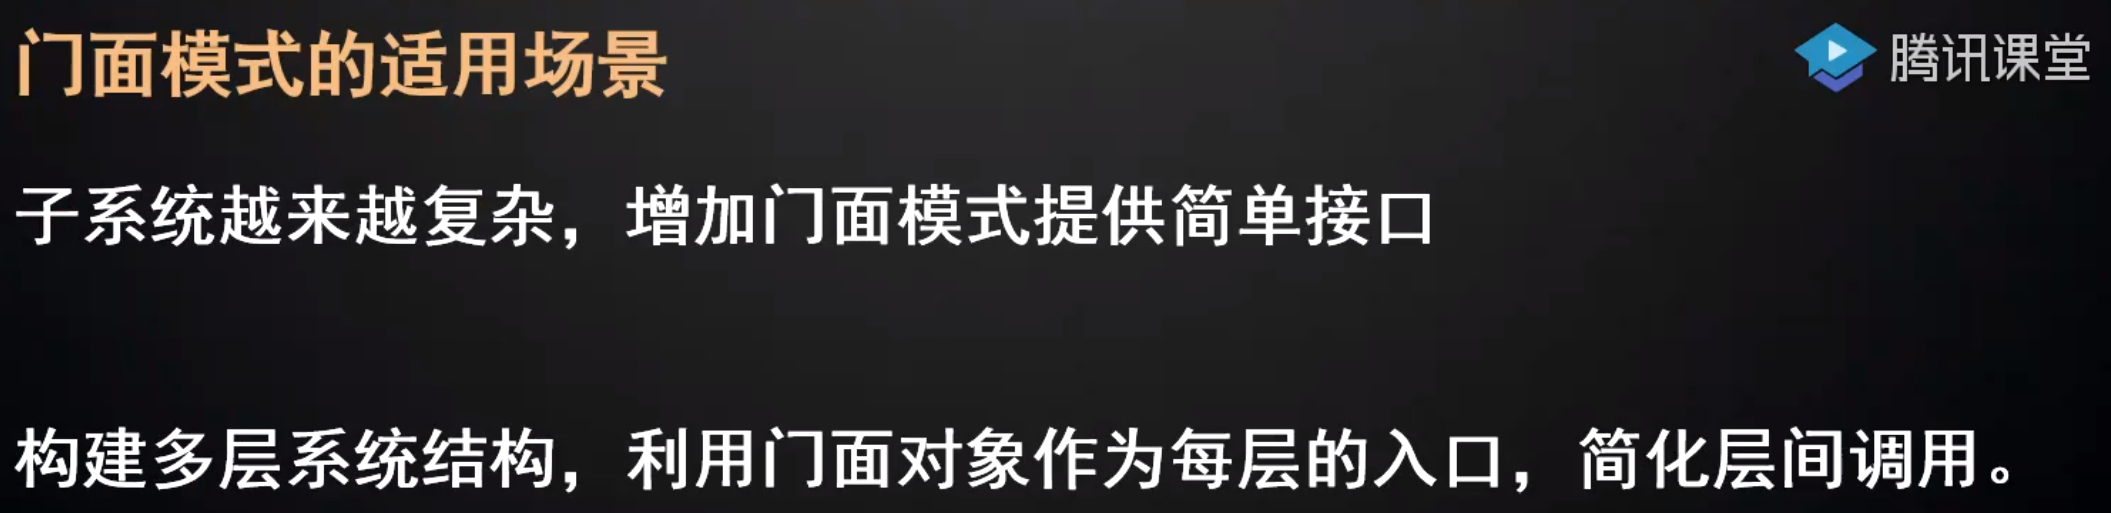 门面模式的适用场景
腾讯课堂
子系统越来越复杂，增加门面模式提供简单接口
构建多层系统结构，利用门面对象作为每层的入口，简化层间调用。